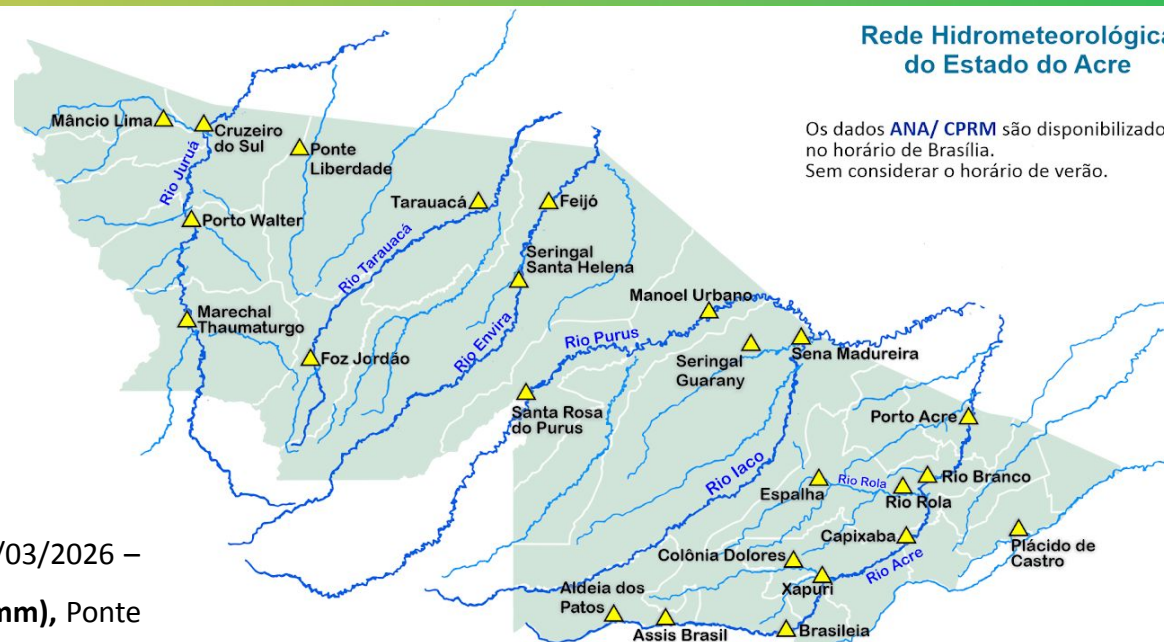 Rede Hidrometeorológica
do Estado do Acre
Os dados ANA/ CPRM são disponibilizado
no horário de Brasília.
Sem considerar o horário de verão.
Mâncio Lima
Cruzeiro
do Sul
Ponte
Liberdade
Rio Juruá
Porto Walter
Tarauacá
Feijó
Rio Tarauacá
Seringal
Santa Helena
Marechal
Thaumaturgo
Foz Jordão
Rio Envira
Manoel Urbano
Rio Purus
Seringal
Guarany
Sena Madureira
Santa Rosa
do Purus
Porto Acre
Rio Iaco
Espalha
Rio Rola
Rio Rola
Rio Branco
Capixaba
Plácido de
Castro
Colônia Dolores
Rio Acre
Xapuri
Aldeia dos
Patos
Assis Brasil
Brasileia
/03/2026 –
mm), Ponte